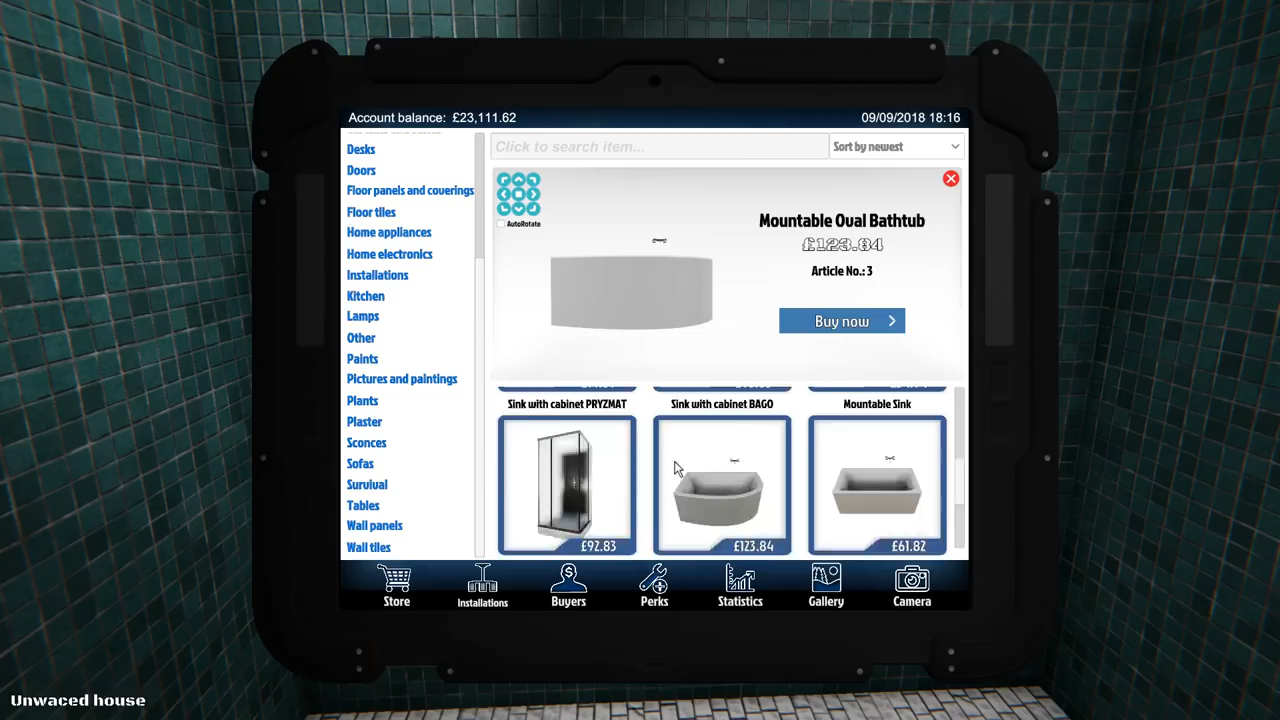 Account balance: £23,111.62
09/09/2018 18:16
Desks
Doors
Floor panels and coverings
Floor tiles
Home appliances
Home electronics
Installations
Kitchen
Lamps
Other
Paints
Pictures and paintings
Plants
Plaster
Sconces
Sofas
Survival
Tables
Wall panels
Wall tiles
Click to search item...
Sort by newest
AutoRotate
Mountable Oval Bathtub
£123.84
Article No.: 3
Buy now
Sink with cabinet PRYZMAT
Sink with cabinet BAGO
Mountable Sink
£92.83
£123.84
£61.82
Store
Installations
Buyers
Perks
Statistics
Gallery
Camera
Unwaced house